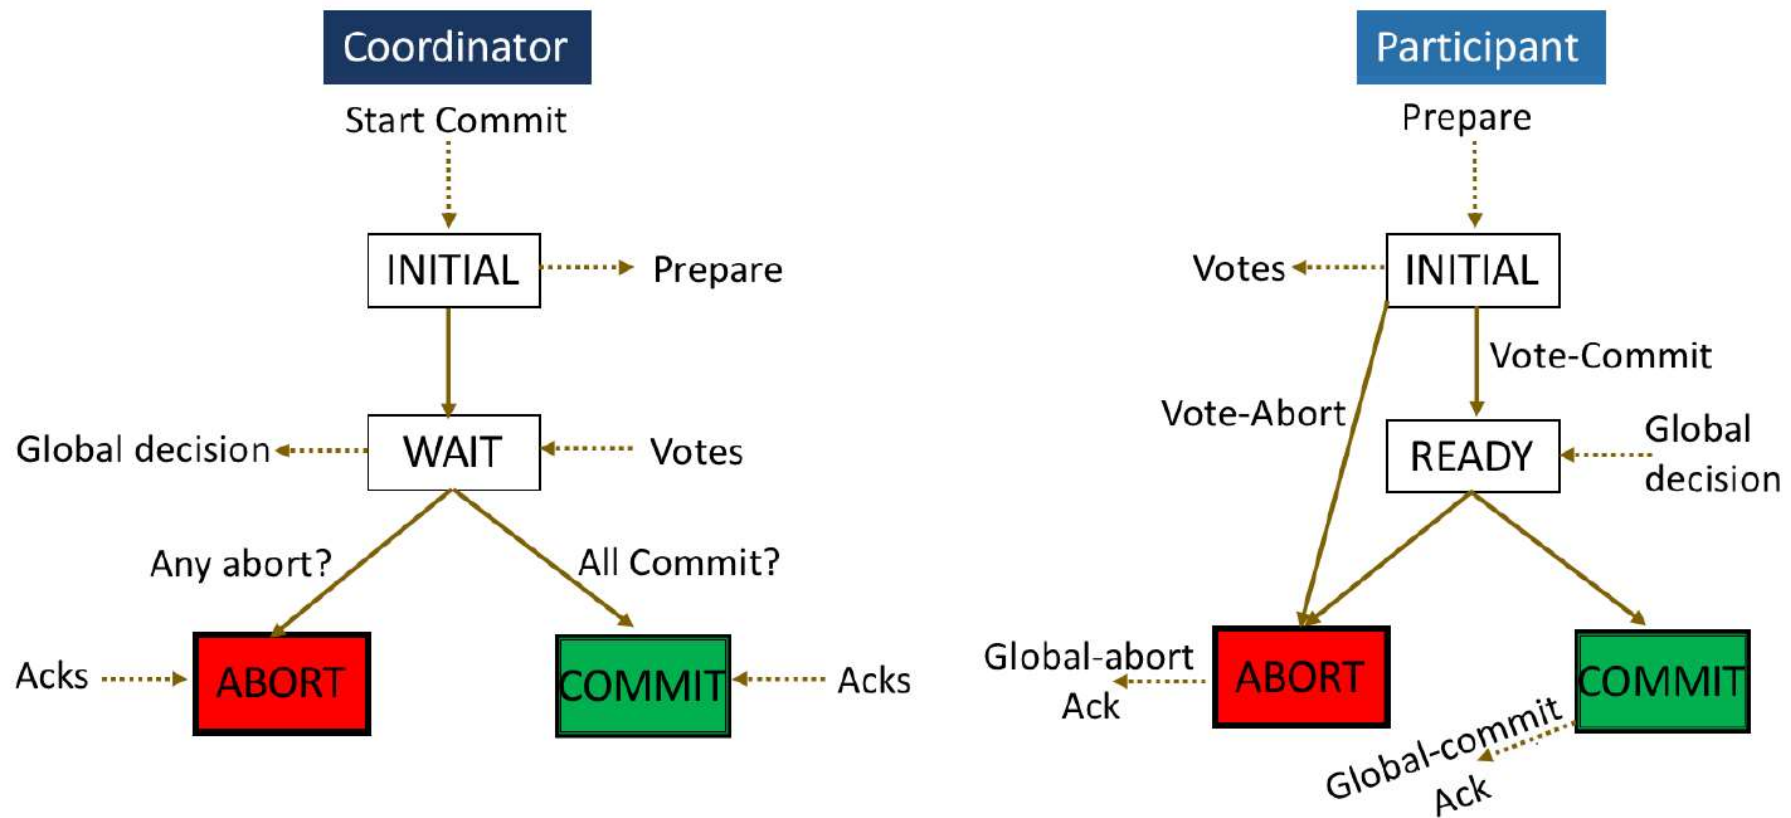 Coordinator
Start Commit
INITIAL
Prepare
Global decision
WAIT
Votes
Any abort?
All Commit?
Acks
ABORT
COMMIT
Acks
Participant
Prepare
Votes
INITIAL
Vote-Commit
Vote-Abort
READY
Global
decision
Global-abort
Ack
ABORT
COMMIT
Global-commit
Ack